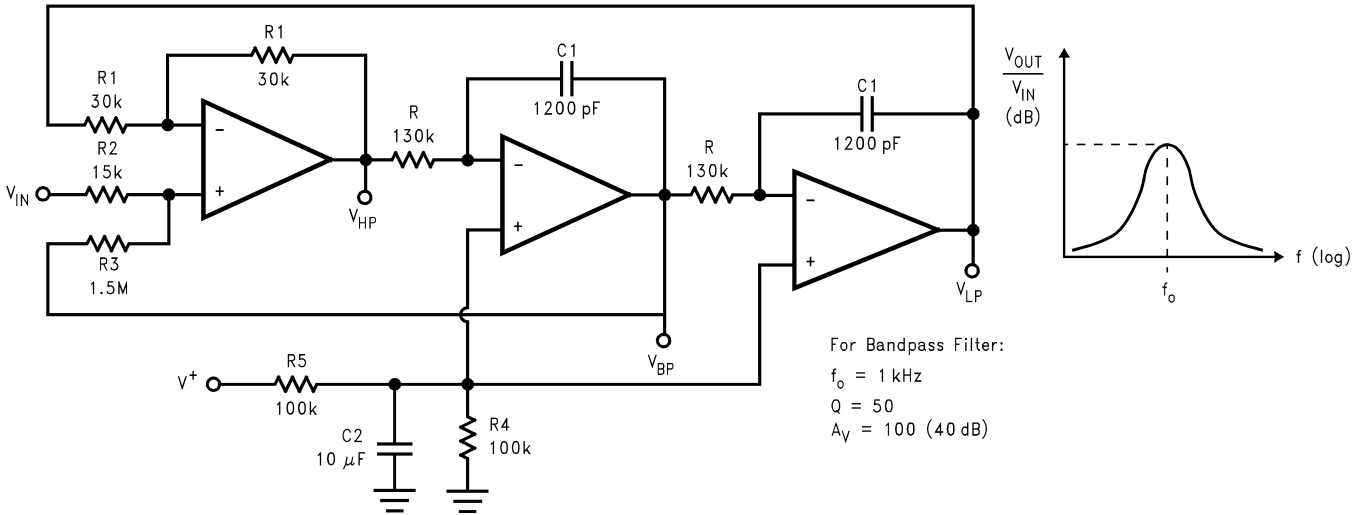 R1
30k
R1
30k
R2
15k
V_IN
R3
1.5M
V_HP
R
130k
C1
1200 pF
−
+
−
+
R
130k
C1
1200 pF
−
+
V_BP
V_LP
V⁺
R5
100k
C2
10 μF
R4
100k
V_OUT
V_IN
(dB)
f (log)
f_o
For Bandpass Filter:
f_o = 1 kHz
Q = 50
A_V = 100 (40 dB)